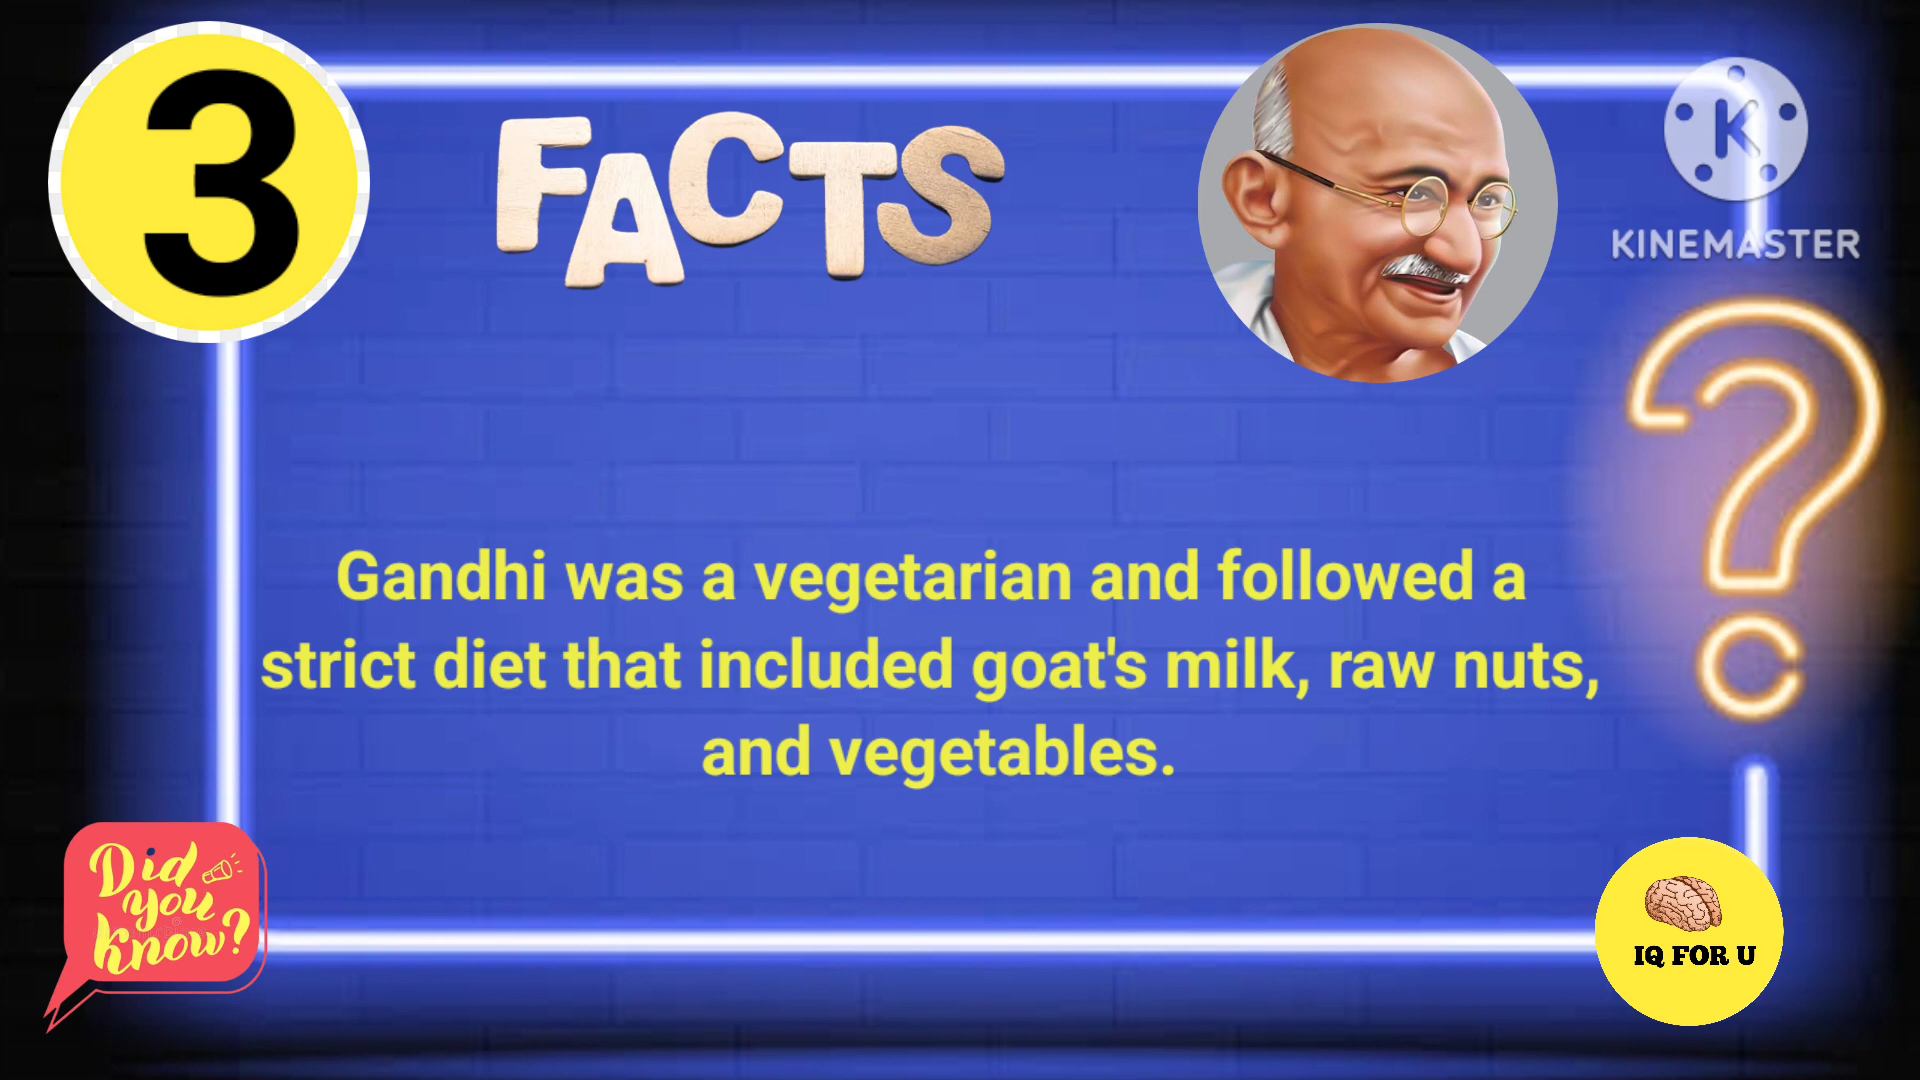 3
FACTS
K
KINEMASTER
Gandhi was a vegetarian and followed a
strict diet that included goat's milk, raw nuts,
and vegetables.
Did
you
know?
IQ FOR U